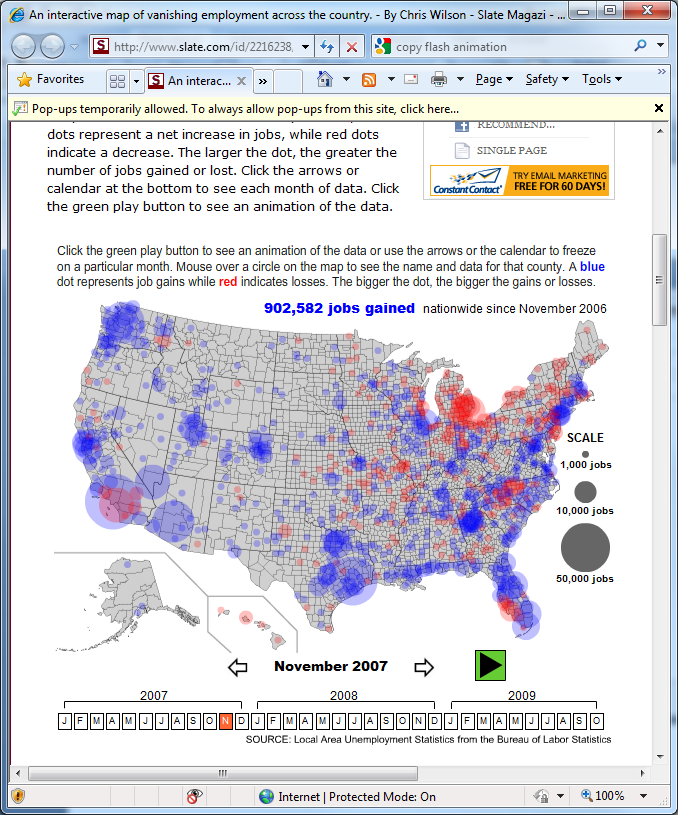 An interactive map of vanishing employment across the country. - By Chris Wilson - Slate Magazi - ...
http://www.slate.com/id/2216238,
copy flash animation
Favorites
An interac...
Page
Safety
Tools
Pop-ups temporarily allowed. To always allow pop-ups from this site, click here...
dots represent a net increase in jobs, while red dots
indicate a decrease. The larger the dot, the greater the
number of jobs gained or lost. Click the arrows or
calendar at the bottom to see each month of data. Click
the green play button to see an animation of the data.
RECOMMEND...
SINGLE PAGE
Constant Contact®
TRY EMAIL MARKETING
FREE FOR 60 DAYS!
Click the green play button to see an animation of the data or use the arrows or the calendar to freeze
on a particular month. Mouse over a circle on the map to see the name and data for that county. A blue
dot represents job gains while red indicates losses. The bigger the dot, the bigger the gains or losses.
902,582 jobs gained nationwide since November 2006
SCALE
1,000 jobs
10,000 jobs
50,000 jobs
November 2007
2007 2008 2009
J F M A M J J A S O N D J F M A M J J A S O N D J F M A M J J A S O
SOURCE: Local Area Unemployment Statistics from the Bureau of Labor Statistics
Internet | Protected Mode: On
100%